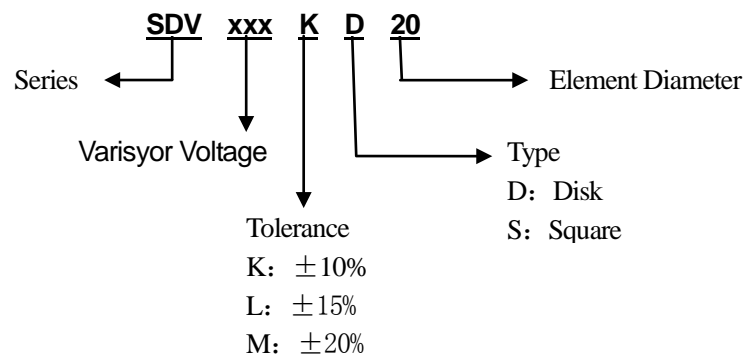 SDV xxx K D 20
Series
Element Diameter
Varisyor Voltage
Type
D：Disk
S：Square
Tolerance
K：±10%
L：±15%
M：±20%